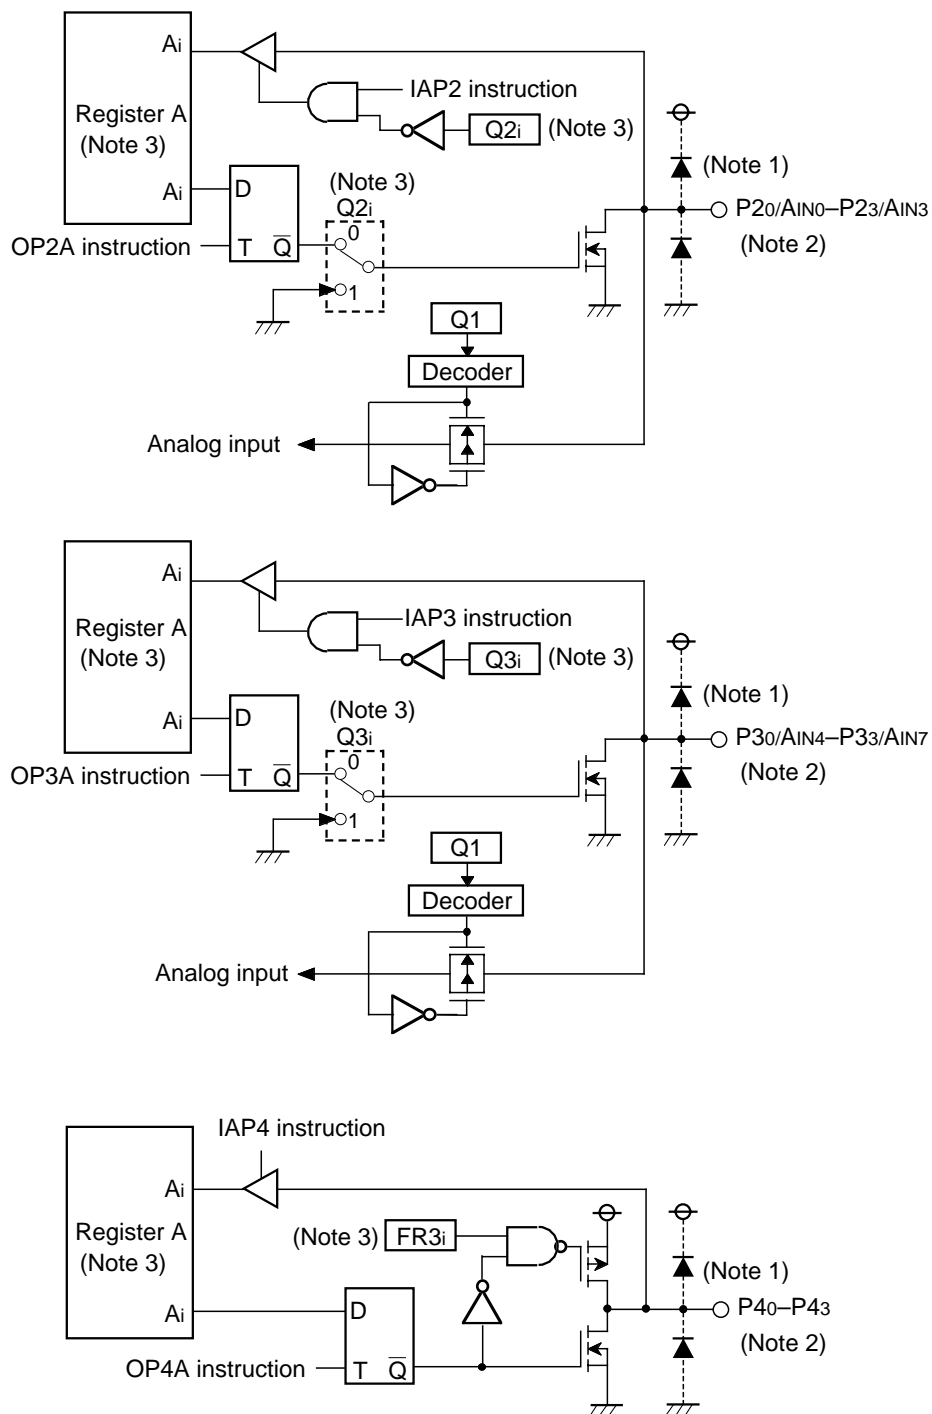 Ai
IAP2 instruction
Register A
(Note 3)
Q2i
(Note 3)
(Note 1)
Ai
D
(Note 3)
Q2i
0
P20/AIN0–P23/AIN3
OP2A instruction
T
Q̅
(Note 2)
1
Q1
Decoder
Analog input
Ai
IAP3 instruction
Register A
(Note 3)
Q3i
(Note 3)
(Note 1)
Ai
D
(Note 3)
Q3i
0
P30/AIN4–P33/AIN7
OP3A instruction
T
Q̅
(Note 2)
1
Q1
Decoder
Analog input
IAP4 instruction
Ai
Register A
(Note 3)
(Note 3)
FR3i
(Note 1)
Ai
D
P40–P43
(Note 2)
OP4A instruction
T
Q̅